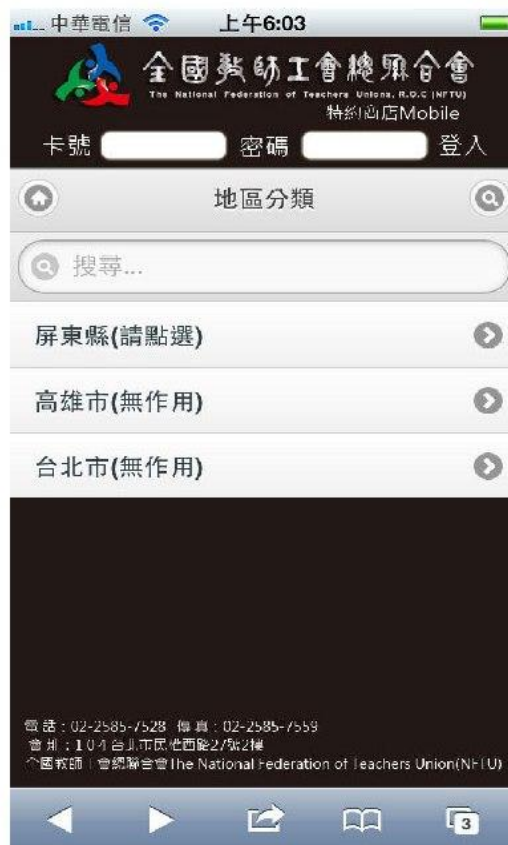 中華電信 上午6:03
全國教師工會總聯合會
The National Federation of Teachers Unions, R.O.C (NFTU)
特約商店Mobile
卡號 密碼 登入
地區分類
搜尋...
屏東縣(請點選)
高雄市(無作用)
台北市(無作用)
電話:02-2585-7528 傳真:02-2585-7559
會址:104台北市民權西路27號2樓
全國教師工會總聯合會The National Federation of Teachers Union(NFTU)
3